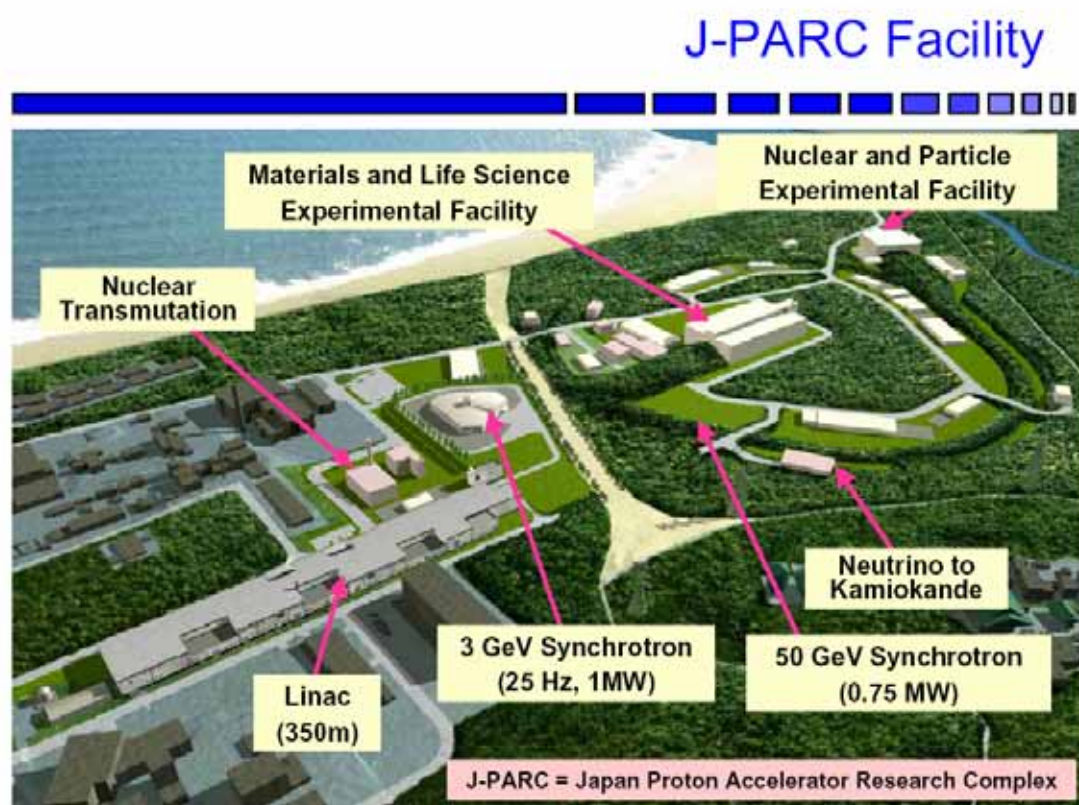 J-PARC Facility
Materials and Life Science
Experimental Facility
Nuclear and Particle
Experimental Facility
Nuclear
Transmutation
Neutrino to
Kamiokande
3 GeV Synchrotron
(25 Hz, 1MW)
50 GeV Synchrotron
(0.75 MW)
Linac
(350m)
J-PARC = Japan Proton Accelerator Research Complex